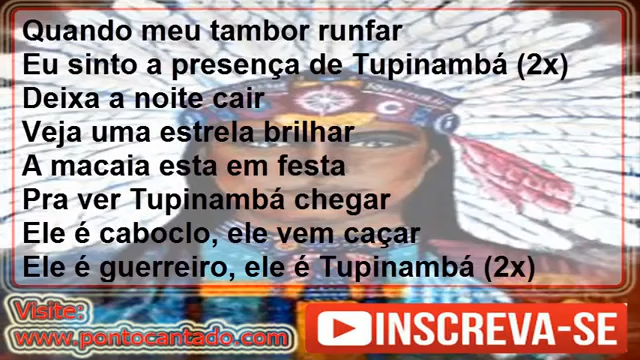 Quando meu tambor runfar
Eu sinto a presença de Tupinambá (2x)
Deixa a noite cair
Veja uma estrela brilhar
A macaia esta em festa
Pra ver Tupinambá chegar
Ele é caboclo, ele vem caçar
Ele é guerreiro, ele é Tupinambá (2x)
Visite:
www.pontocantado.com
INSCREVA-SE